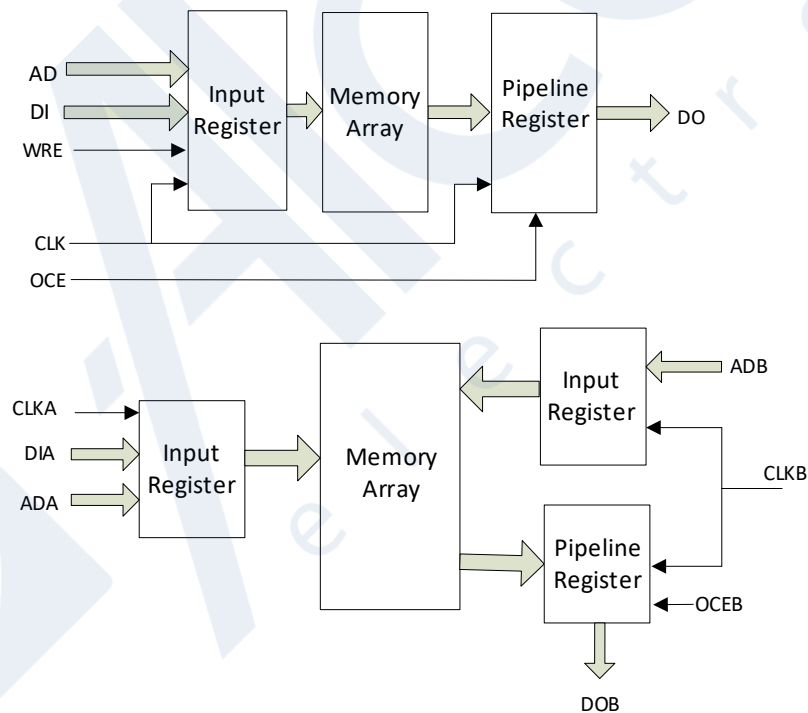 AD
DI
WRE
CLK
OCE
Input
Register
Memory
Array
Pipeline
Register
DO
CLKA
DIA
ADA
Input
Register
Memory
Array
Input
Register
ADB
CLKB
Pipeline
Register
OCEB
DOB